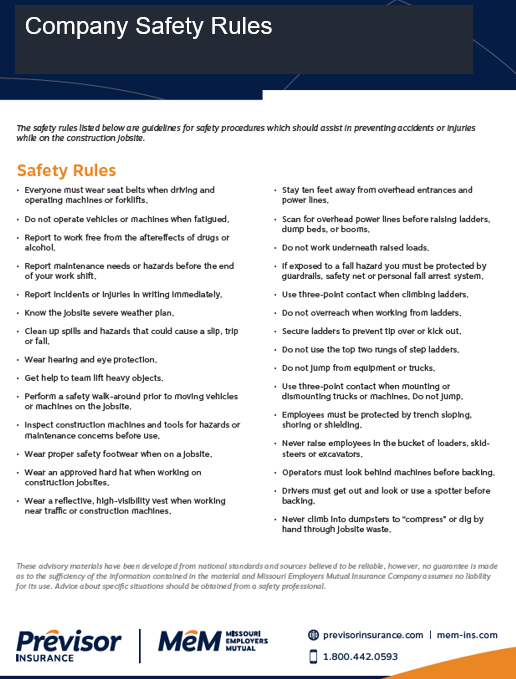 Company Safety Rules
The safety rules listed below are guidelines for safety procedures which should assist in preventing accidents or injuries
while on the construction jobsite.
Safety Rules
• Everyone must wear seat belts when driving and
operating machines or forklifts.
• Do not operate vehicles or machines when fatigued.
• Report to work free from the aftereffects of drugs or
alcohol.
• Report maintenance needs or hazards before the end
of your work shift.
• Report incidents or injuries in writing immediately.
• Know the jobsite severe weather plan.
• Clean up spills and hazards that could cause a slip, trip
or fall.
• Wear hearing and eye protection.
• Get help to team lift heavy objects.
• Perform a safety walk-around prior to moving vehicles
or machines on the jobsite.
• Inspect construction machines and tools for hazards or
maintenance concerns before use.
• Wear proper safety footwear when on a jobsite.
• Wear an approved hard hat when working on
construction jobsites.
• Wear a reflective, high-visibility vest when working
near traffic or construction machines.
• Stay ten feet away from overhead entrances and
power lines.
• Scan for overhead power lines before raising ladders,
dump beds, or booms.
• Do not work underneath raised loads.
• If exposed to a fall hazard you must be protected by
guardrails, safety net or personal fall arrest system.
• Use three-point contact when climbing ladders.
• Do not overreach when working from ladders.
• Secure ladders to prevent tip over or kick out.
• Do not use the top two rungs of step ladders.
• Do not jump from equipment or trucks.
• Use three-point contact when mounting or
dismounting trucks or machines. Do not jump.
• Employees must be protected by trench sloping,
shoring or shielding.
• Never raise employees in the bucket of loaders, skid-
steers or excavators.
• Operators must look behind machines before backing.
• Drivers must get out and look or use a spotter before
backing.
• Never climb into dumpsters to “compress” or dig by
hand through jobsite waste.
These advisory materials have been developed from national standards and sources believed to be reliable, however, no guarantee is made
as to the sufficiency of the information contained in the material and Missouri Employers Mutual Insurance Company assumes no liablity
for its use. Advice about specific situations should be obtained from a safety professional.
Previsor
INSURANCE
MeM
MISSOURI
EMPLOYERS
MUTUAL
previsorinsurance.com | mem-ins.com
1.800.442.0593